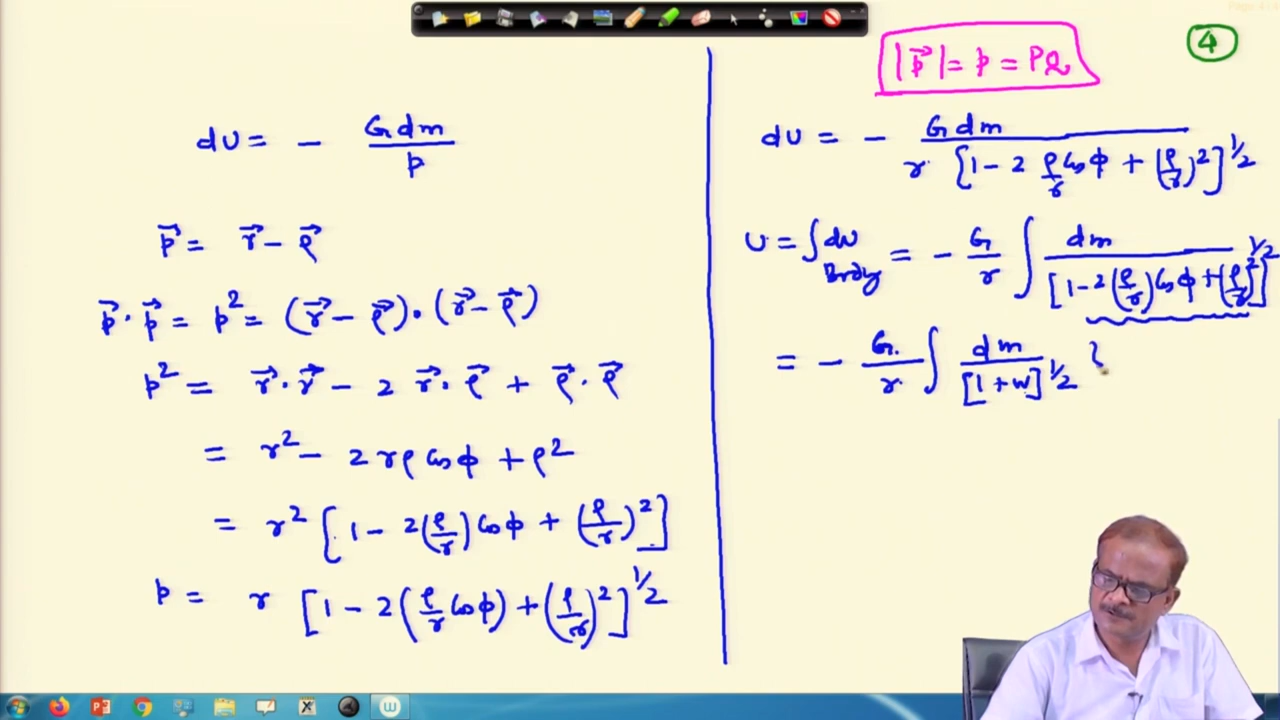 4
|p⃗| = p = PQ
dU = - G dm / p
p⃗ = r⃗ - ρ⃗
p⃗ · p⃗ = p² = (r⃗ - ρ⃗) · (r⃗ - ρ⃗)
p² = r⃗ · r⃗ - 2 r⃗ · ρ⃗ + ρ⃗ · ρ⃗
= r² - 2 r ρ Cos φ + ρ²
= r² [1 - 2(ρ/r) Cos φ + (ρ/r)²]
p = r [1 - 2(ρ/r Cos φ) + (ρ/r)²]^1/2
dU = - G dm / r [1 - 2 ρ/r Cos φ + (ρ/r)²]^1/2
U = ∫ dU Body = - G/r ∫ dm / [1 - 2(ρ/r) Cos φ + (ρ/r)²]^1/2
= - G/r ∫ dm / [1 + w]^1/2